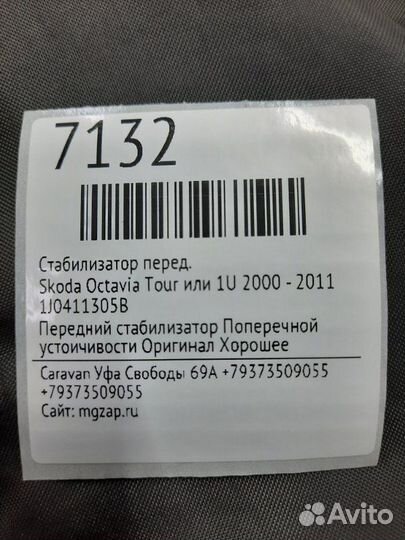 7132
Стабилизатор перед.
Skoda Octavia Tour или 1U 2000 - 2011
1J0411305B
Передний стабилизатор Поперечной
устоичивости Оригинал Хорошее
Caravan Уфа Свободы 69А +79373509055
+79373509055
Сайт: mgzap.ru
Avito